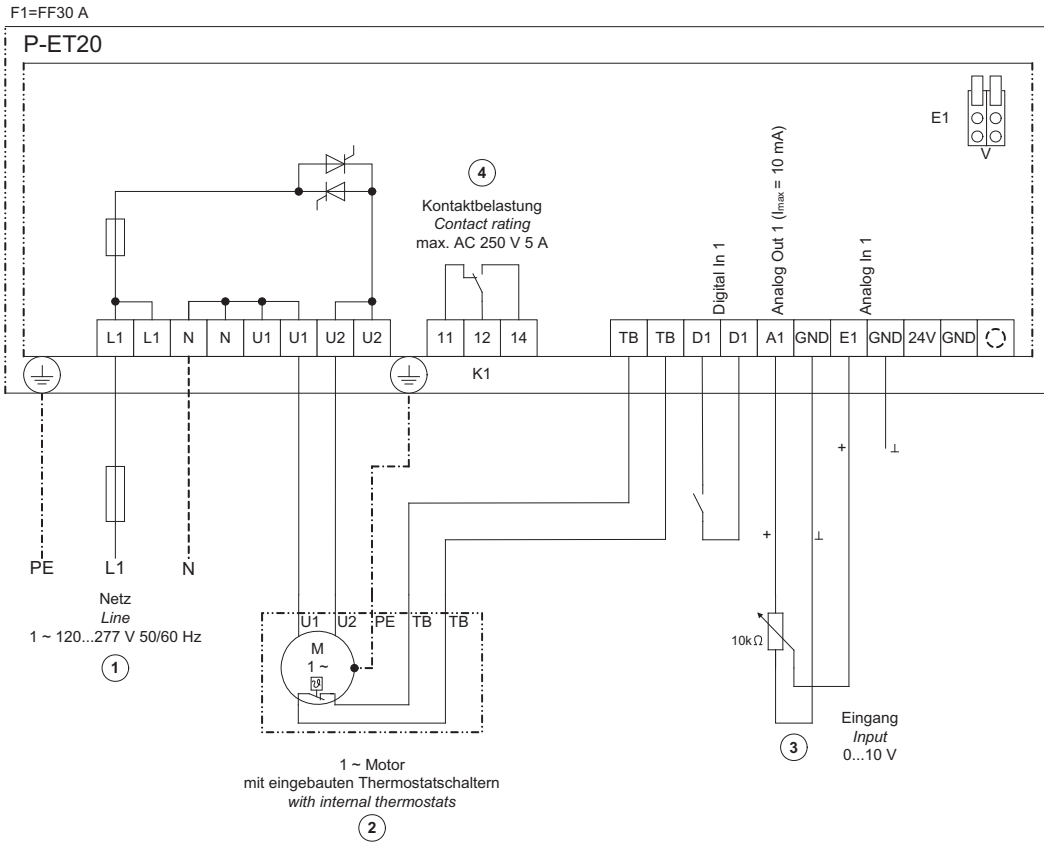 F1=FF30 A
P-ET20
E1
V
4
Kontaktbelastung
Contact rating
max. AC 250 V 5 A
Digital In 1
Analog Out 1 (Imax = 10 mA)
Analog In 1
L1 L1 N N U1 U1 U2 U2
11 12 14
TB TB D1 D1 A1 GND E1 GND 24V GND
K1
+ ⊥
+ ⊥
PE L1 N
Netz
Line
1 ~ 120...277 V 50/60 Hz
1
U1 U2 PE TB TB
M
1 ~
ϑ
10kΩ
1 ~ Motor
mit eingebauten Thermostatschaltern
with internal thermostats
2
3
Eingang
Input
0...10 V